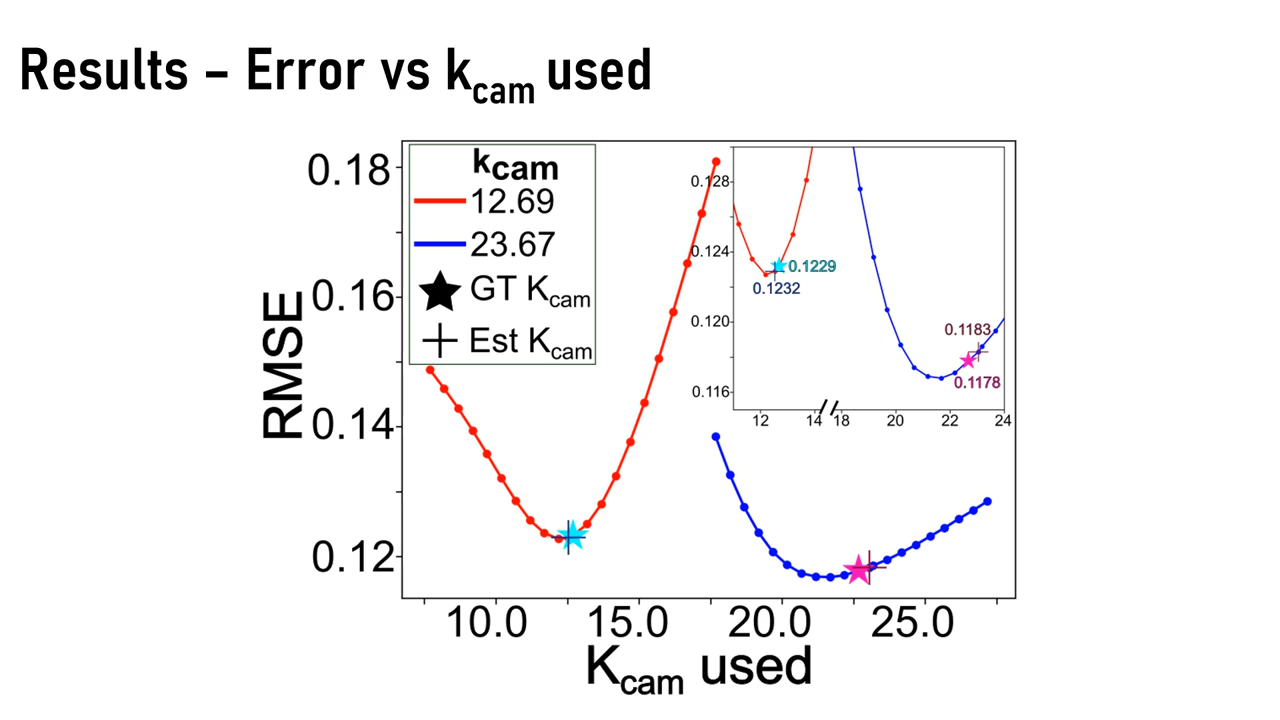 Results – Error vs kcam used
kcam
12.69
23.67
GT Kcam
Est Kcam
RMSE
0.18
0.16
0.14
0.12
10.0 15.0 20.0 25.0
Kcam used
0.128
0.124
0.120
0.116
0.1229
0.1232
0.1183
0.1178
12 14 // 18 20 22 24